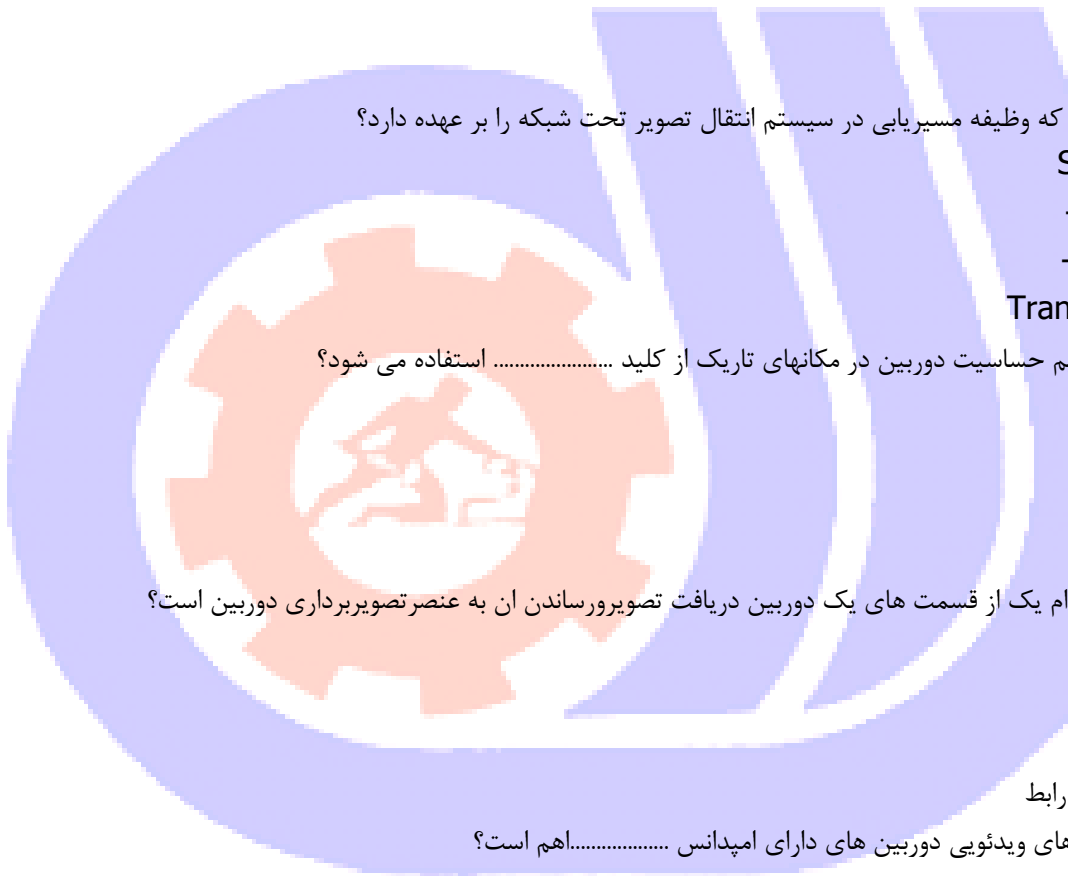 که وظیفه مسیریابی در سیستم انتقال تصویر تحت شبکه را بر عهده دارد؟
S
Tran
حساسیت دوربین در مکانهای تاریک از کلید ...................... استفاده می شود؟
یک از قسمت های یک دوربین دریافت تصویرورساندن ان به عنصرتصویربرداری دوربین است؟
رابط
های ویدئویی دوربین های دارای امپدانس ..................اهم است؟